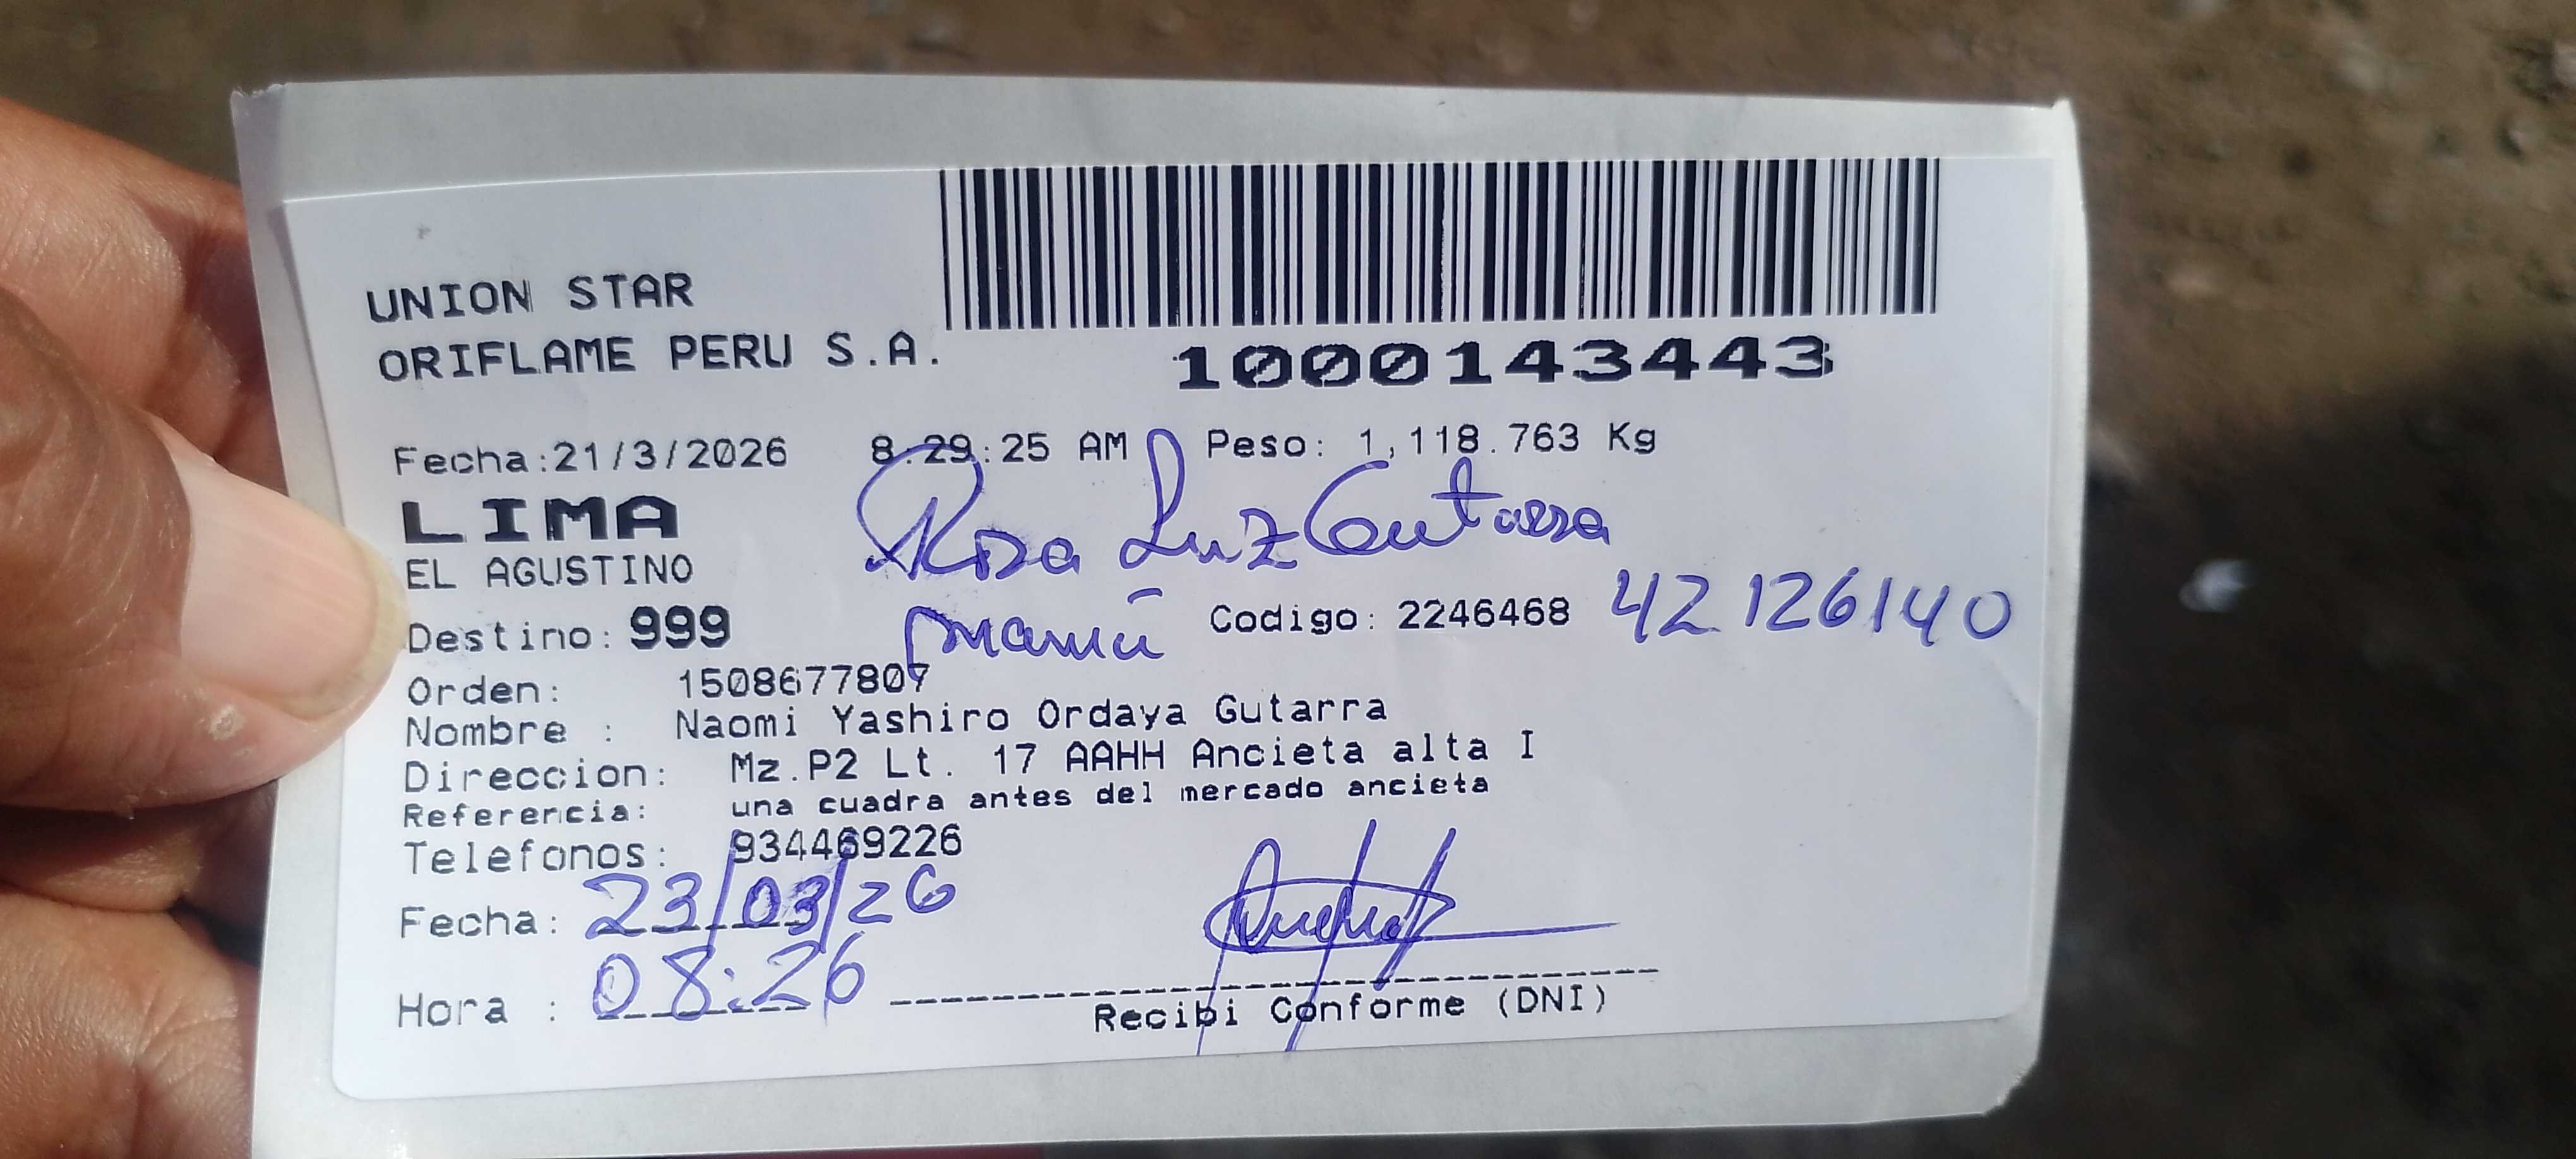 UNION STAR
ORIFLAME PERU S.A.
1000143443
Fecha:21/3/2026 8:29:25 AM Peso: 1,118.763 Kg
LIMA
Rosa Luz Gutarra
EL AGUSTINO
Destino: 999 mamá Codigo: 2246468 42126140
Orden: 1508677807
Nombre : Naomi Yashiro Ordaya Gutarra
Direccion: Mz.P2 Lt. 17 AAHH Ancieta alta I
Referencia: una cuadra antes del mercado ancieta
Telefonos: 934469226
Fecha: 23/03/26
Hora : 08:26
Recibi Conforme (DNI)